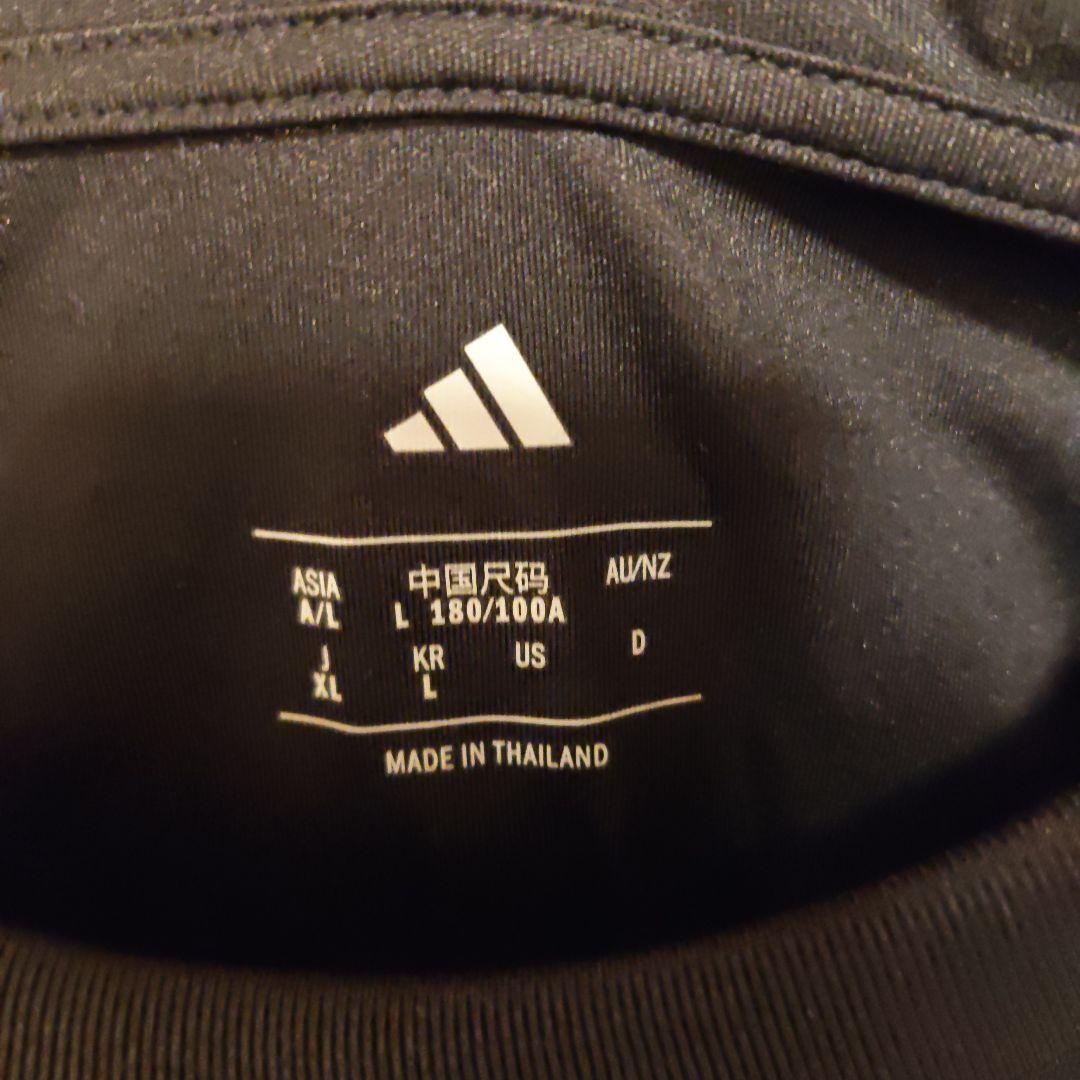 ASIA 中国尺码 AU/NZ
A/L L 180/100A
J KR US D
XL L
MADE IN THAILAND